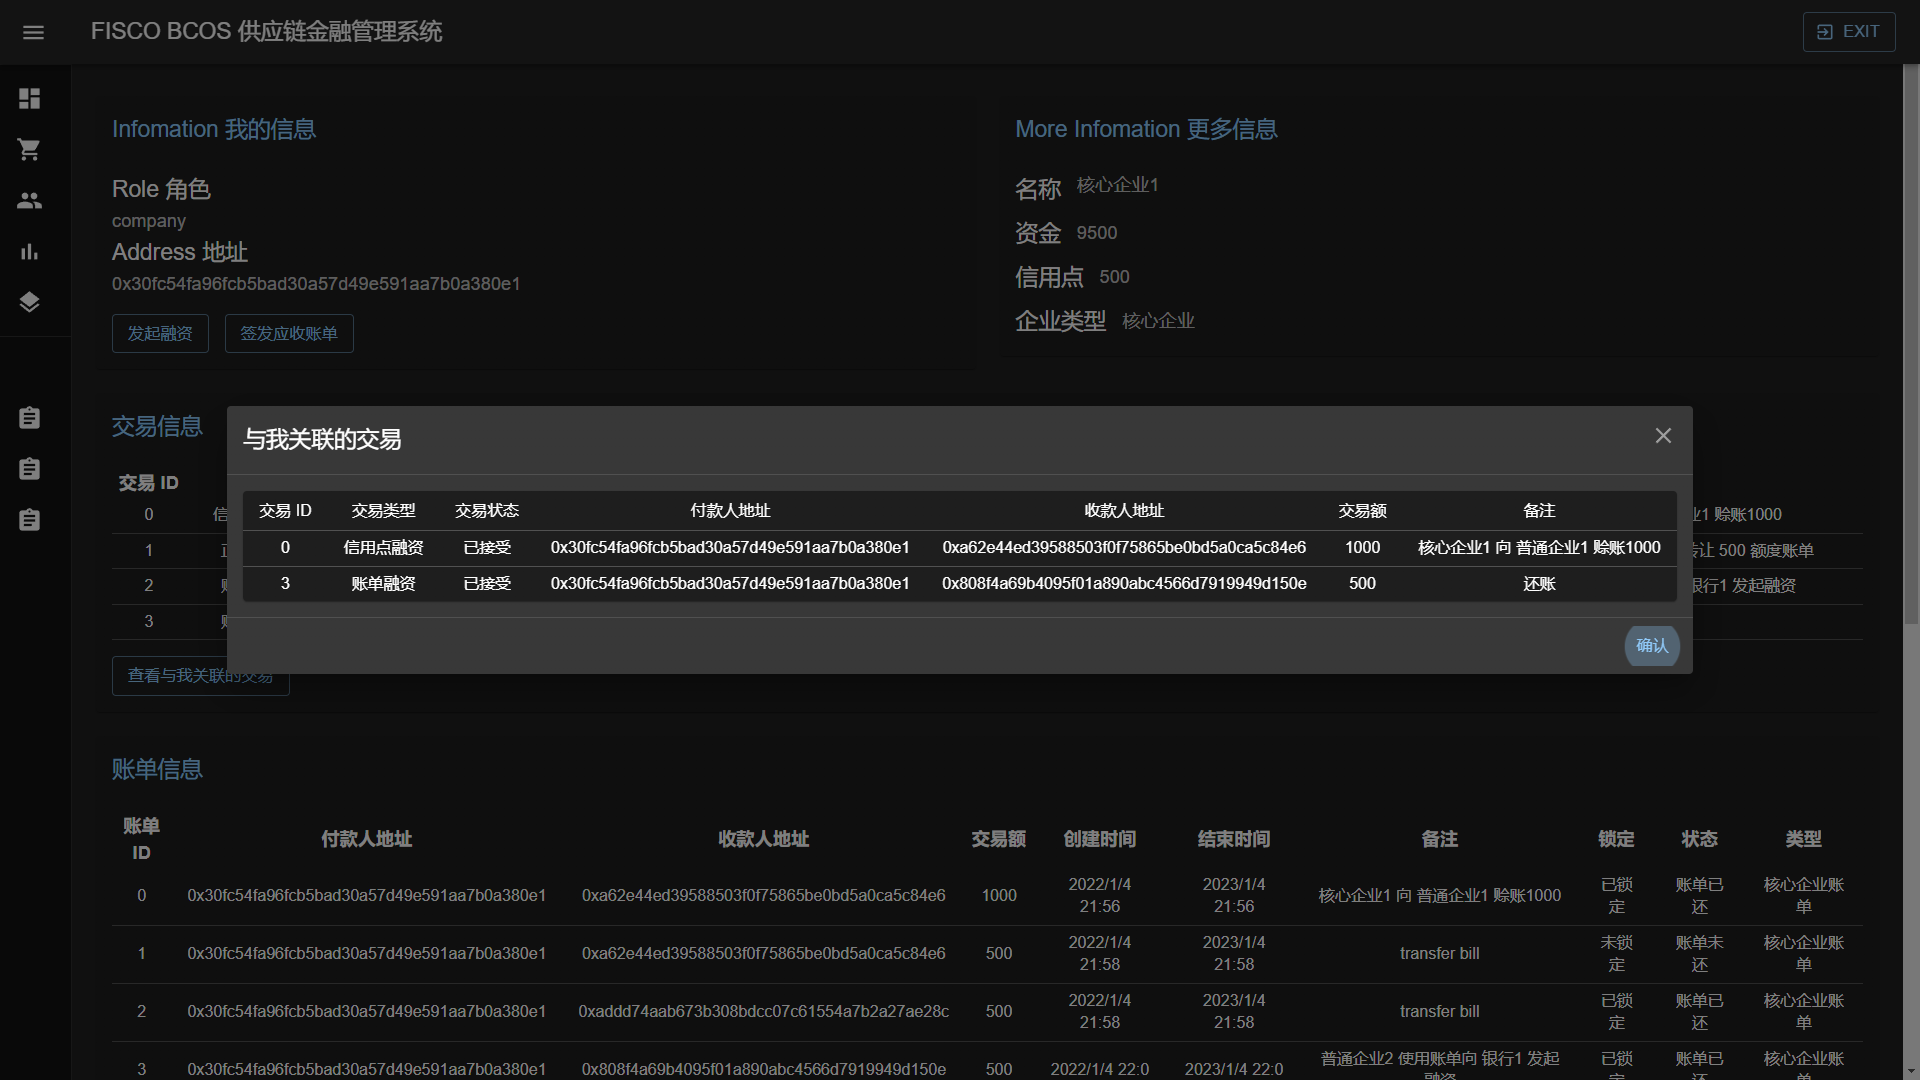 FISCO BCOS 供应链金融管理系统
EXIT
Infomation 我的信息
Role 角色
company
Address 地址
0x30fc54fa96fcb5bad30a57d49e591aa7b0a380e1
发起融资 签发应收账单
More Infomation 更多信息
名称 核心企业1
资金 9500
信用点 500
企业类型 核心企业
交易信息
交易 ID
0 信 业1 赊账1000
1 转让 500 额度账单
2 银行1 发起融资
3
查看与我关联的交易
与我关联的交易
交易 ID 交易类型 交易状态 付款人地址 收款人地址 交易额 备注
0 信用点融资 已接受 0x30fc54fa96fcb5bad30a57d49e591aa7b0a380e1 0xa62e44ed39588503f0f75865be0bd5a0ca5c84e6 1000 核心企业1 向 普通企业1 赊账1000
3 账单融资 已接受 0x30fc54fa96fcb5bad30a57d49e591aa7b0a380e1 0x808f4a69b4095f01a890abc4566d7919949d150e 500 还账
确认
账单信息
账单 ID 付款人地址 收款人地址 交易额 创建时间 结束时间 备注 锁定 状态 类型
0 0x30fc54fa96fcb5bad30a57d49e591aa7b0a380e1 0xa62e44ed39588503f0f75865be0bd5a0ca5c84e6 1000 2022/1/4 21:56 2023/1/4 21:56 核心企业1 向 普通企业1 赊账1000 已锁定 账单已还 核心企业账单
1 0x30fc54fa96fcb5bad30a57d49e591aa7b0a380e1 0xa62e44ed39588503f0f75865be0bd5a0ca5c84e6 500 2022/1/4 21:58 2023/1/4 21:58 transfer bill 未锁定 账单未还 核心企业账单
2 0x30fc54fa96fcb5bad30a57d49e591aa7b0a380e1 0xaddd74aab673b308bdcc07c61554a7b2a27ae28c 500 2022/1/4 21:58 2023/1/4 21:58 transfer bill 已锁定 账单已还 核心企业账单
3 0x30fc54fa96fcb5bad30a57d49e591aa7b0a380e1 0x808f4a69b4095f01a890abc4566d7919949d150e 500 2022/1/4 22:0 2023/1/4 22:0 普通企业2 使用账单向 银行1 发起融资 已锁定 账单已还 核心企业账单